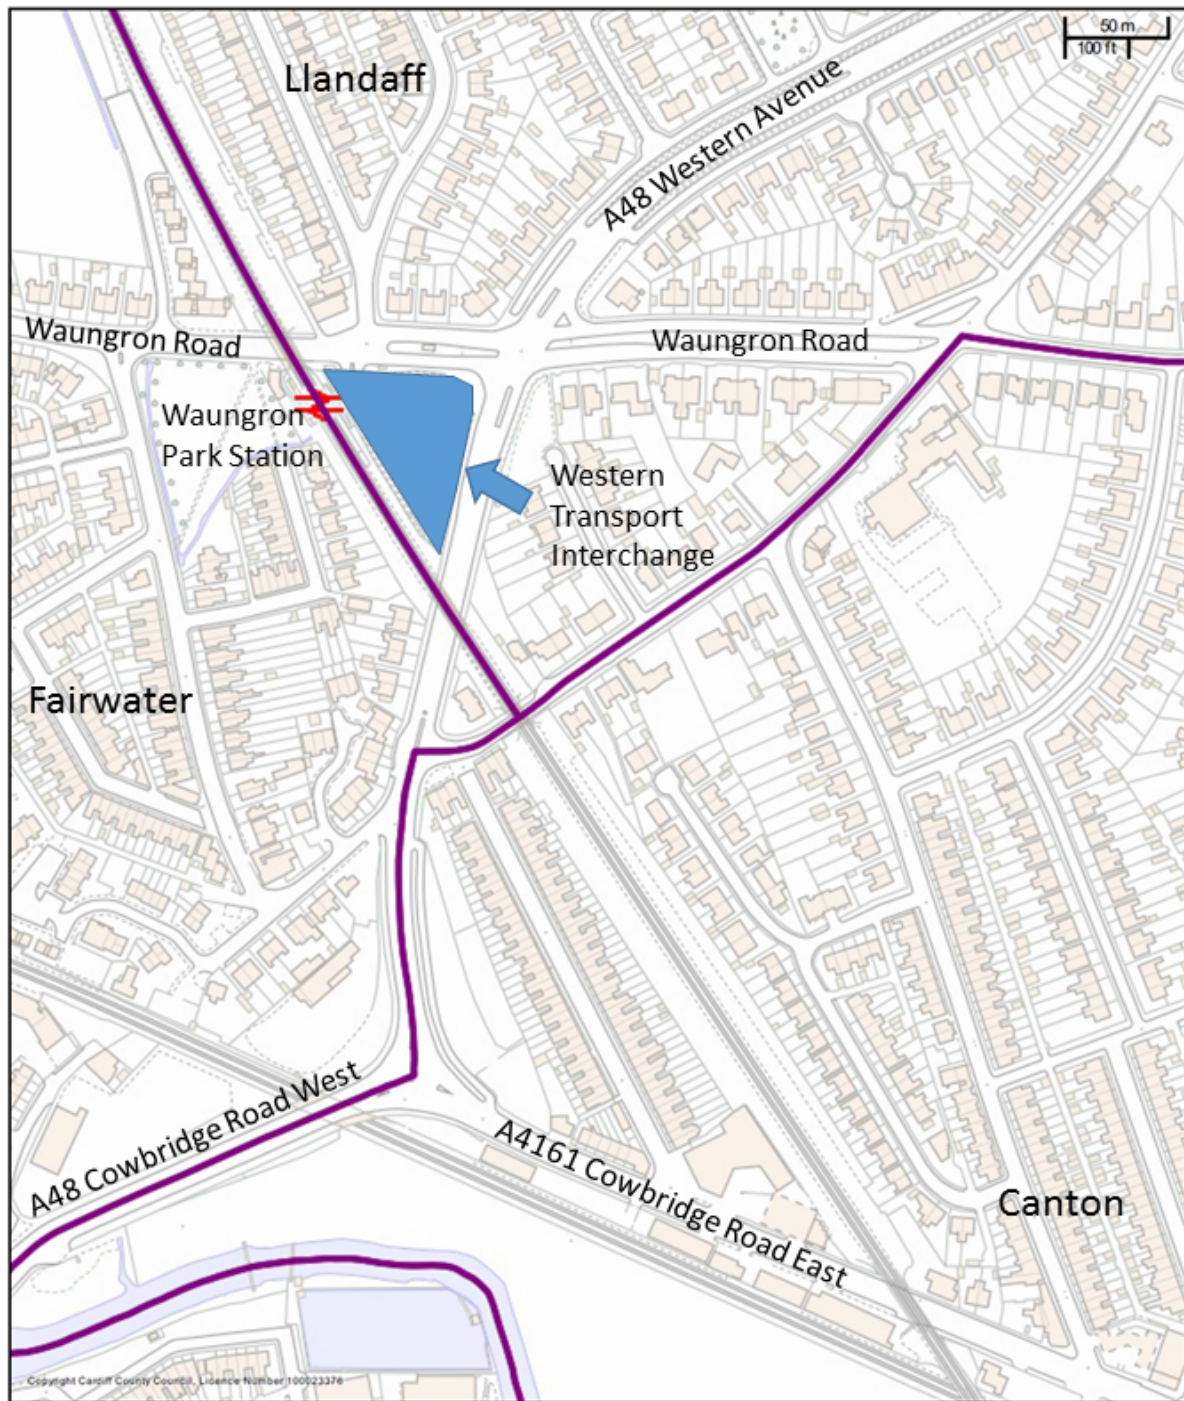 50 m
100 ft
Llandaff
A48 Western Avenue
Waungron Road
Waungron Road
Waungron
Park Station
Western
Transport
Interchange
Fairwater
A48 Cowbridge Road West
A4161 Cowbridge Road East
Canton
Copyright Cardiff County Council, Licence Number 100023376